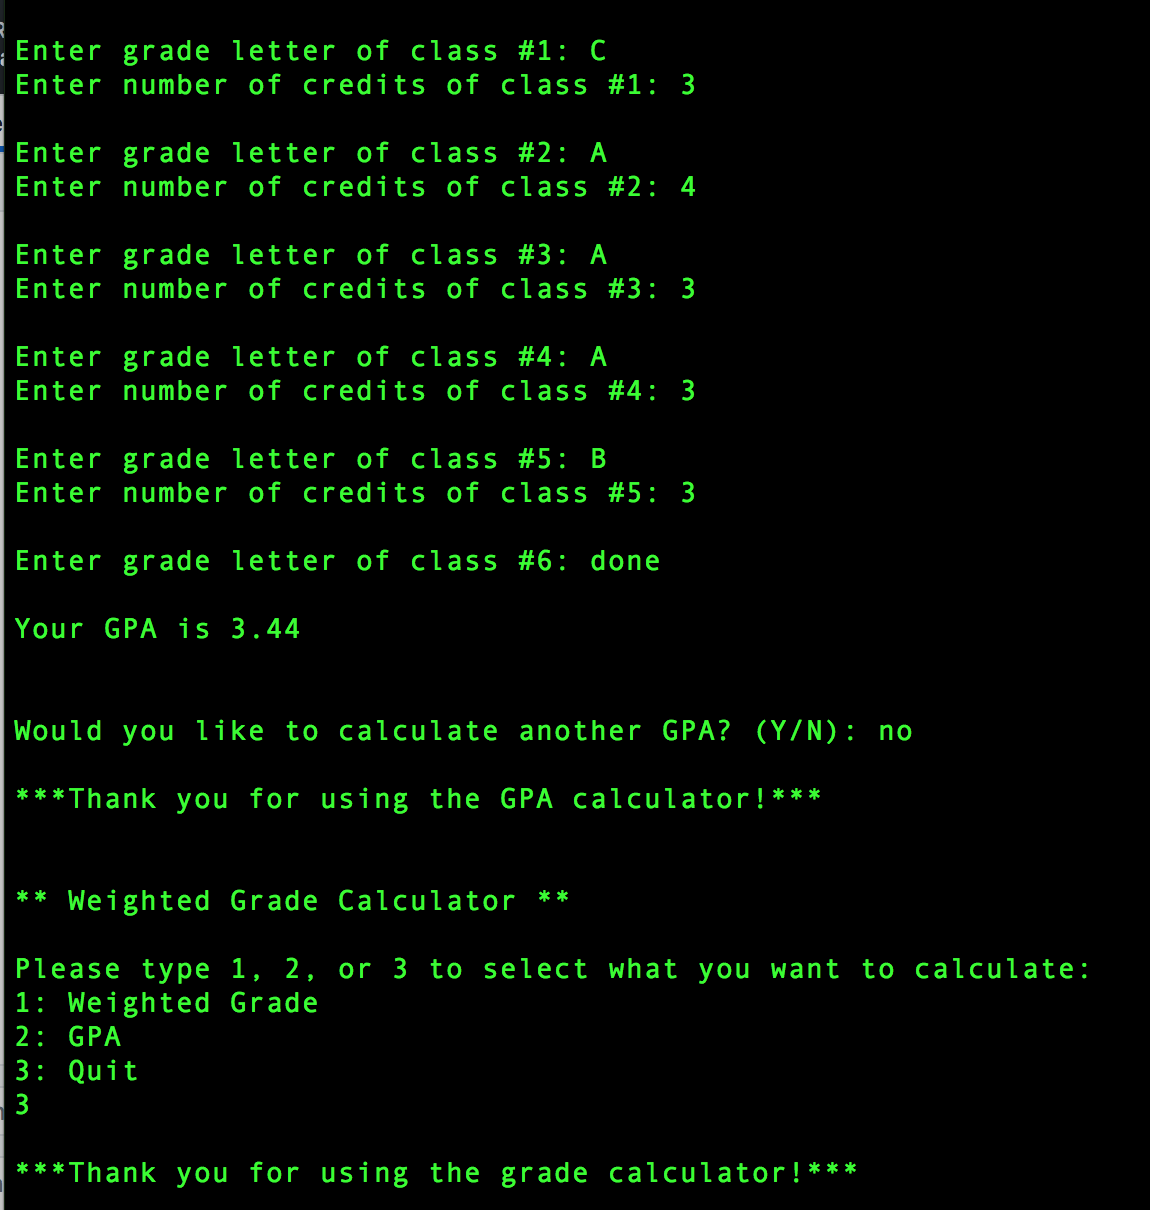 Enter grade letter of class #1: C
Enter number of credits of class #1: 3
Enter grade letter of class #2: A
Enter number of credits of class #2: 4
Enter grade letter of class #3: A
Enter number of credits of class #3: 3
Enter grade letter of class #4: A
Enter number of credits of class #4: 3
Enter grade letter of class #5: B
Enter number of credits of class #5: 3
Enter grade letter of class #6: done
Your GPA is 3.44
Would you like to calculate another GPA? (Y/N): no
***Thank you for using the GPA calculator!***
** Weighted Grade Calculator **
Please type 1, 2, or 3 to select what you want to calculate:
1: Weighted Grade
2: GPA
3: Quit
3
***Thank you for using the grade calculator!***